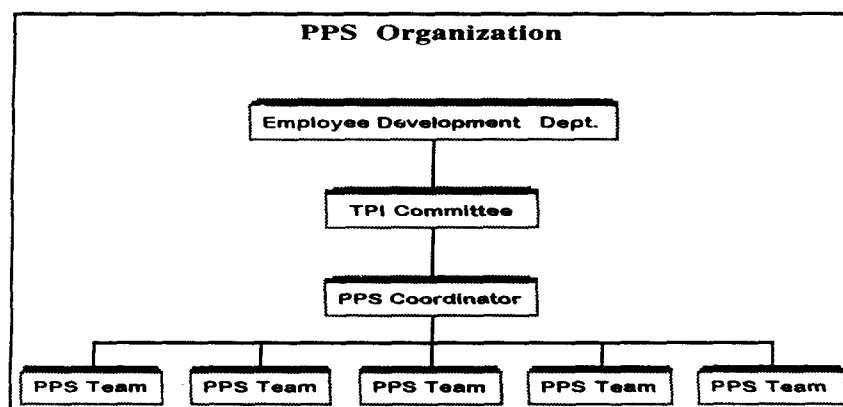 PPS Organization
Employee Development Dept.
TPI Committee
PPS Coordinator
PPS Team PPS Team PPS Team PPS Team PPS Team